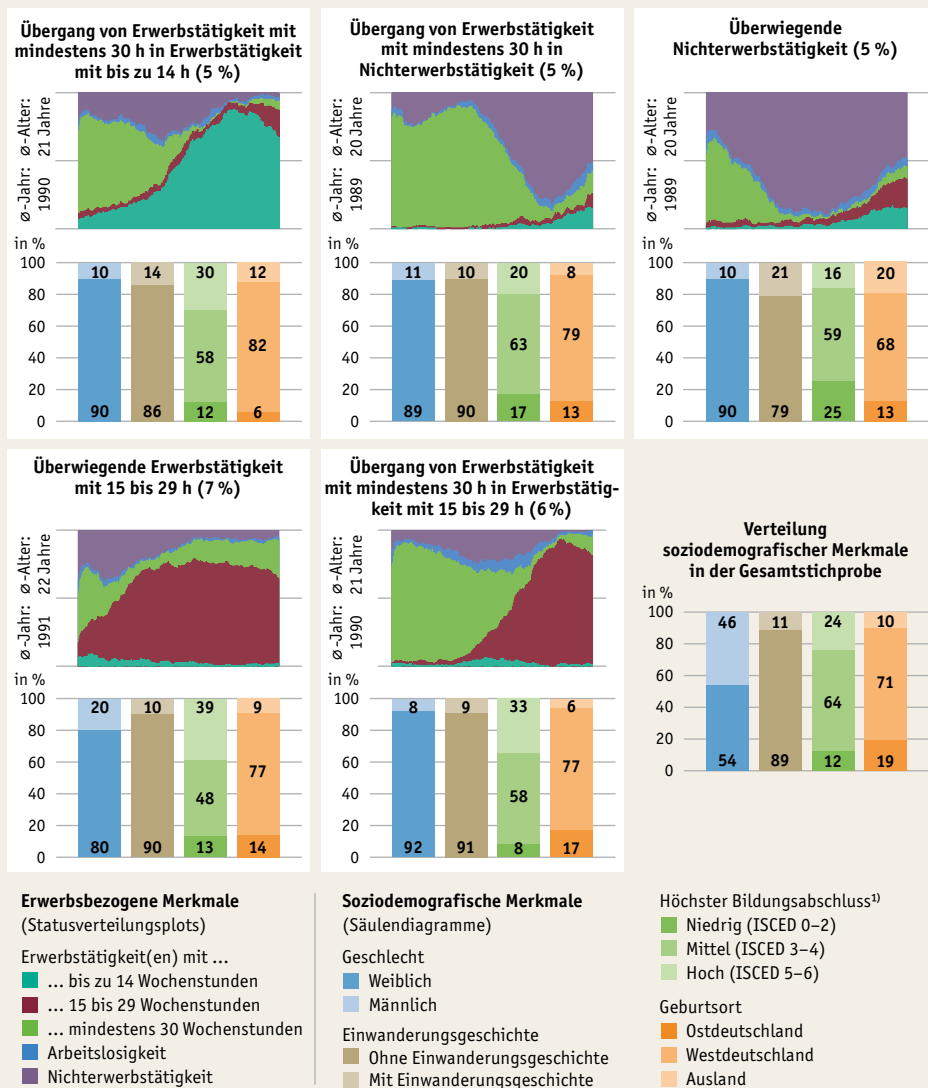 Übergang von Erwerbstätigkeit mit
mindestens 30 h in Erwerbstätigkeit
mit bis zu 14 h (5 %)
ø-Alter:
21 Jahre
ø-Jahr:
1990
in %
100
80
60
40
20
0
10
14
30
12
58
82
90
86
12
6
Übergang von Erwerbstätigkeit
mit mindestens 30 h in
Nichterwerbstätigkeit (5 %)
ø-Alter:
20 Jahre
ø-Jahr:
1989
in %
100
80
60
40
20
0
11
10
20
8
63
79
89
90
17
13
Überwiegende
Nichterwerbstätigkeit (5 %)
ø-Alter:
20 Jahre
ø-Jahr:
1989
in %
100
80
60
40
20
0
10
21
16
20
59
68
90
79
25
13
Überwiegende Erwerbstätigkeit
mit 15 bis 29 h (7 %)
ø-Alter:
22 Jahre
ø-Jahr:
1991
in %
100
80
60
40
20
0
20
10
39
9
48
77
80
90
13
14
Übergang von Erwerbstätigkeit
mit mindestens 30 h in Erwerbstätig-
keit mit 15 bis 29 h (6 %)
ø-Alter:
21 Jahre
ø-Jahr:
1990
in %
100
80
60
40
20
0
8
9
33
6
58
77
92
91
8
17
Verteilung
soziodemografischer Merkmale
in der Gesamtstichprobe
in %
100
80
60
40
20
0
46
11
24
10
64
71
54
89
12
19
Erwerbsbezogene Merkmale
(Statusverteilungsplots)
Erwerbstätigkeit(en) mit ...
... bis zu 14 Wochenstunden
... 15 bis 29 Wochenstunden
... mindestens 30 Wochenstunden
Arbeitslosigkeit
Nichterwerbstätigkeit
Soziodemografische Merkmale
(Säulendiagramme)
Geschlecht
Weiblich
Männlich
Einwanderungsgeschichte
Ohne Einwanderungsgeschichte
Mit Einwanderungsgeschichte
Höchster Bildungsabschluss¹⁾
Niedrig (ISCED 0–2)
Mittel (ISCED 3–4)
Hoch (ISCED 5–6)
Geburtsort
Ostdeutschland
Westdeutschland
Ausland